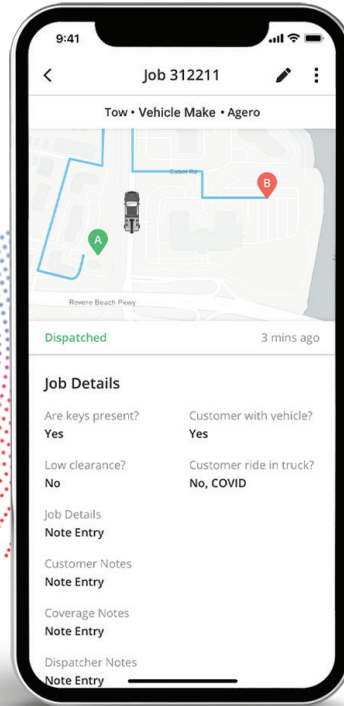 9:41
Job 312211
Tow • Vehicle Make • Agero
Cabot Rd
B
A
Revere Beach Pkwy
Dispatched 3 mins ago
Job Details
Are keys present? Customer with vehicle?
Yes Yes
Low clearance? Customer ride in truck?
No No, COVID
Job Details
Note Entry
Customer Notes
Note Entry
Coverage Notes
Note Entry
Dispatcher Notes
Note Entry